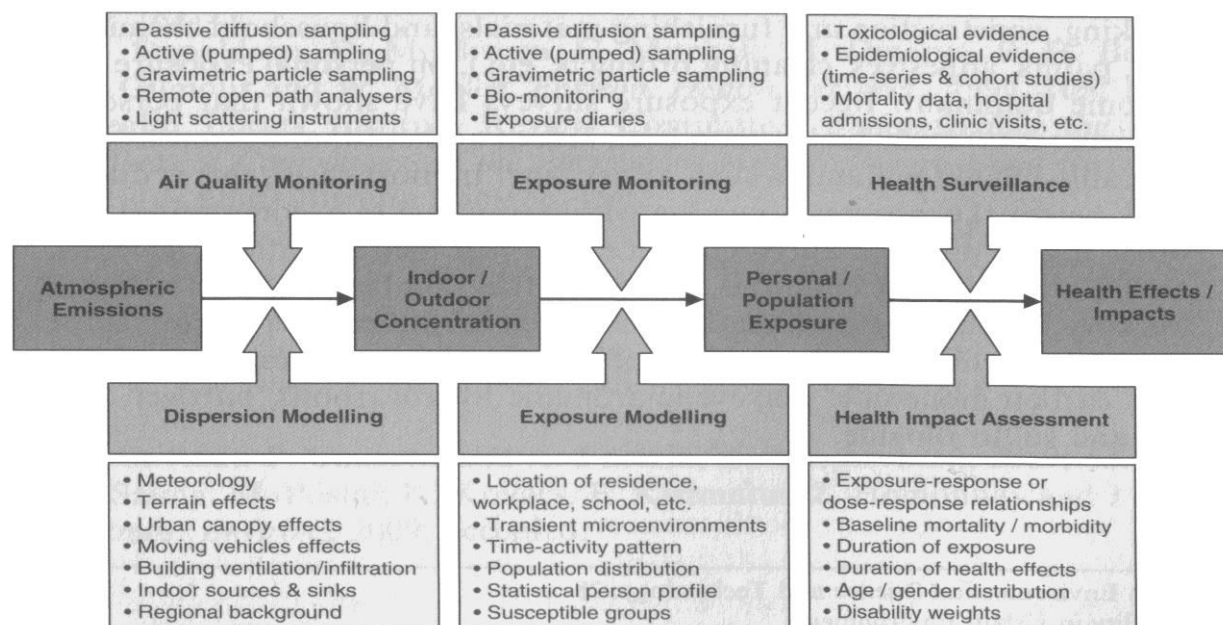 • Passive diffusion sampling
• Active (pumped) sampling
• Gravimetric particle sampling
• Remote open path analysers
• Light scattering instruments
• Passive diffusion sampling
• Active (pumped) sampling
• Gravimetric particle sampling
• Bio-monitoring
• Exposure diaries
• Toxicological evidence
• Epidemiological evidence
(time-series & cohort studies)
• Mortality data, hospital
admissions, clinic visits, etc.
Air Quality Monitoring
Exposure Monitoring
Health Surveillance
Atmospheric
Emissions
Indoor /
Outdoor
Concentration
Personal /
Population
Exposure
Health Effects /
Impacts
Dispersion Modelling
Exposure Modelling
Health Impact Assessment
• Meteorology
• Terrain effects
• Urban canopy effects
• Moving vehicles effects
• Building ventilation/infiltration
• Indoor sources & sinks
• Regional background
• Location of residence,
workplace, school, etc.
• Transient microenvironments
• Time-activity pattern
• Population distribution
• Statistical person profile
• Susceptible groups
• Exposure-response or
dose-response relationships
• Baseline mortality / morbidity
• Duration of exposure
• Duration of health effects
• Age / gender distribution
• Disability weights